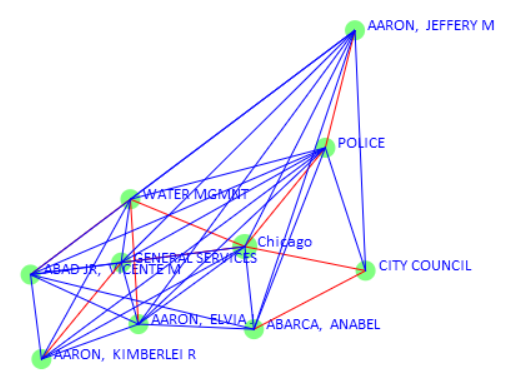 AARON,  JEFFERY M
POLICE
WATER MGMNT
Chicago
GENERAL SERVICES
ABAD JR,  VICENTE M
CITY COUNCIL
AARON,  ELVIA
ABARCA,  ANABEL
AARON,  KIMBERLEI R